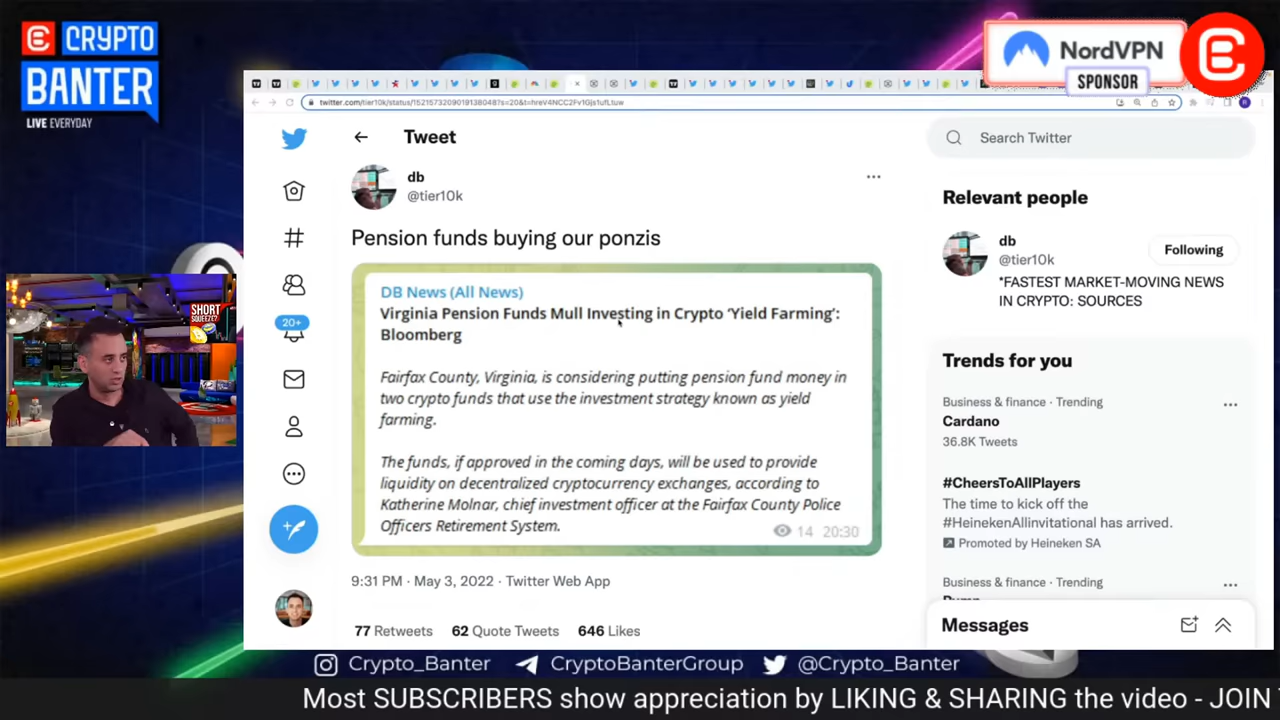 CRYPTO
BANTER
LIVE EVERYDAY
NordVPN
SPONSOR
twitter.com/tier10k/status/
Tweet
Search Twitter
db
@tier10k
Pension funds buying our ponzis
DB News (All News)
Virginia Pension Funds Mull Investing in Crypto ‘Yield Farming’:
Bloomberg
Fairfax County, Virginia, is considering putting pension fund money in
two crypto funds that use the investment strategy known as yield
farming.
The funds, if approved in the coming days, will be used to provide
liquidity on decentralized cryptocurrency exchanges, according to
Katherine Molnar, chief investment officer at the Fairfax County Police
Officers Retirement System.
14 20:30
9:31 PM · May 3, 2022 · Twitter Web App
77 Retweets 62 Quote Tweets 646 Likes
20+
SHORT
SQUEEZE?
Relevant people
db
@tier10k
Following
*FASTEST MARKET-MOVING NEWS
IN CRYPTO: SOURCES
Trends for you
Business & finance · Trending
Cardano
36.8K Tweets
#CheersToAllPlayers
The time to kick off the
#HeinekenAllinvitational has arrived.
Promoted by Heineken SA
Business & finance · Trending
Messages
Crypto_Banter CryptoBanterGroup @Crypto_Banter
Most SUBSCRIBERS show appreciation by LIKING & SHARING the video - JOIN